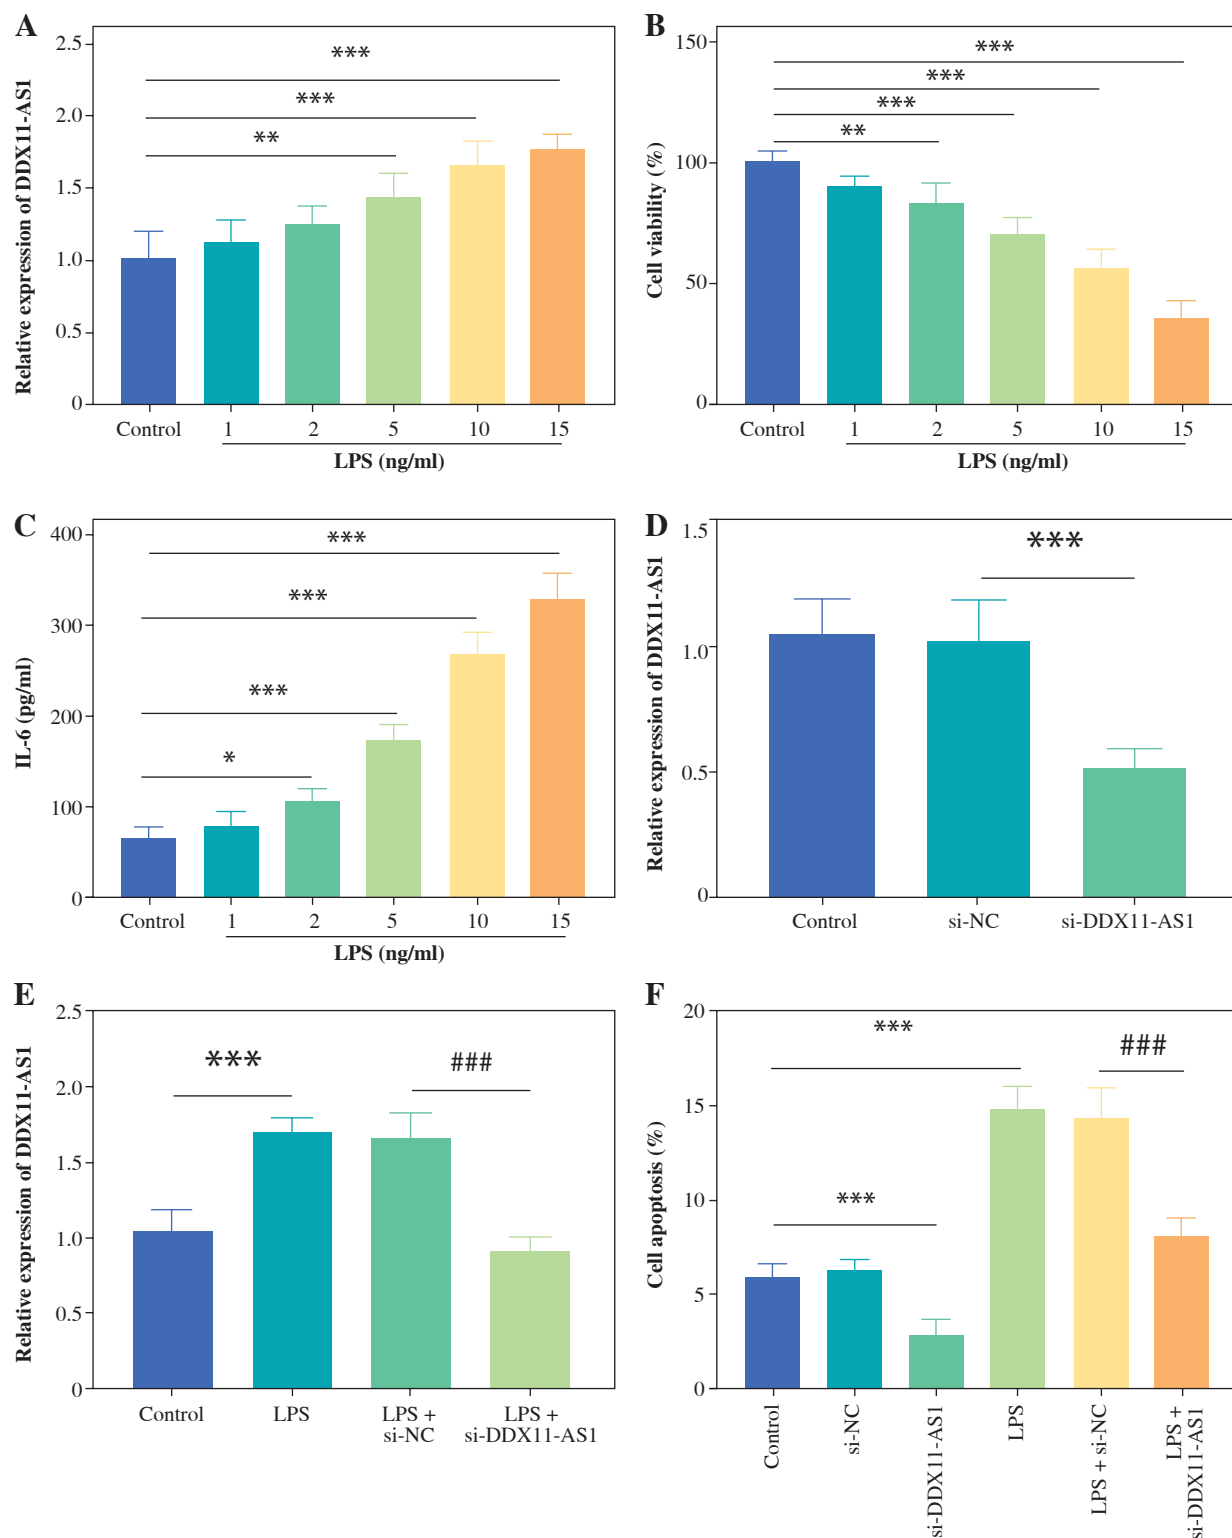 A
Relative expression of DDX11-AS1
2.5
2.0
1.5
1.0
0.5
0
***
***
**
Control
1
2
5
10
15
LPS (ng/ml)
B
Cell viability (%)
150
100
50
0
***
***
***
**
Control
1
2
5
10
15
LPS (ng/ml)
C
IL-6 (pg/ml)
400
300
200
100
0
***
***
***
*
Control
1
2
5
10
15
LPS (ng/ml)
D
Relative expression of DDX11-AS1
1.5
1.0
0.5
0
***
Control
si-NC
si-DDX11-AS1
E
Relative expression of DDX11-AS1
2.5
2.0
1.5
1.0
0.5
0
***
###
Control
LPS
LPS +
si-NC
LPS +
si-DDX11-AS1
F
Cell apoptosis (%)
20
15
10
5
0
***
***
###
Control
si-NC
si-DDX11-AS1
LPS
LPS + si-NC
LPS +
si-DDX11-AS1